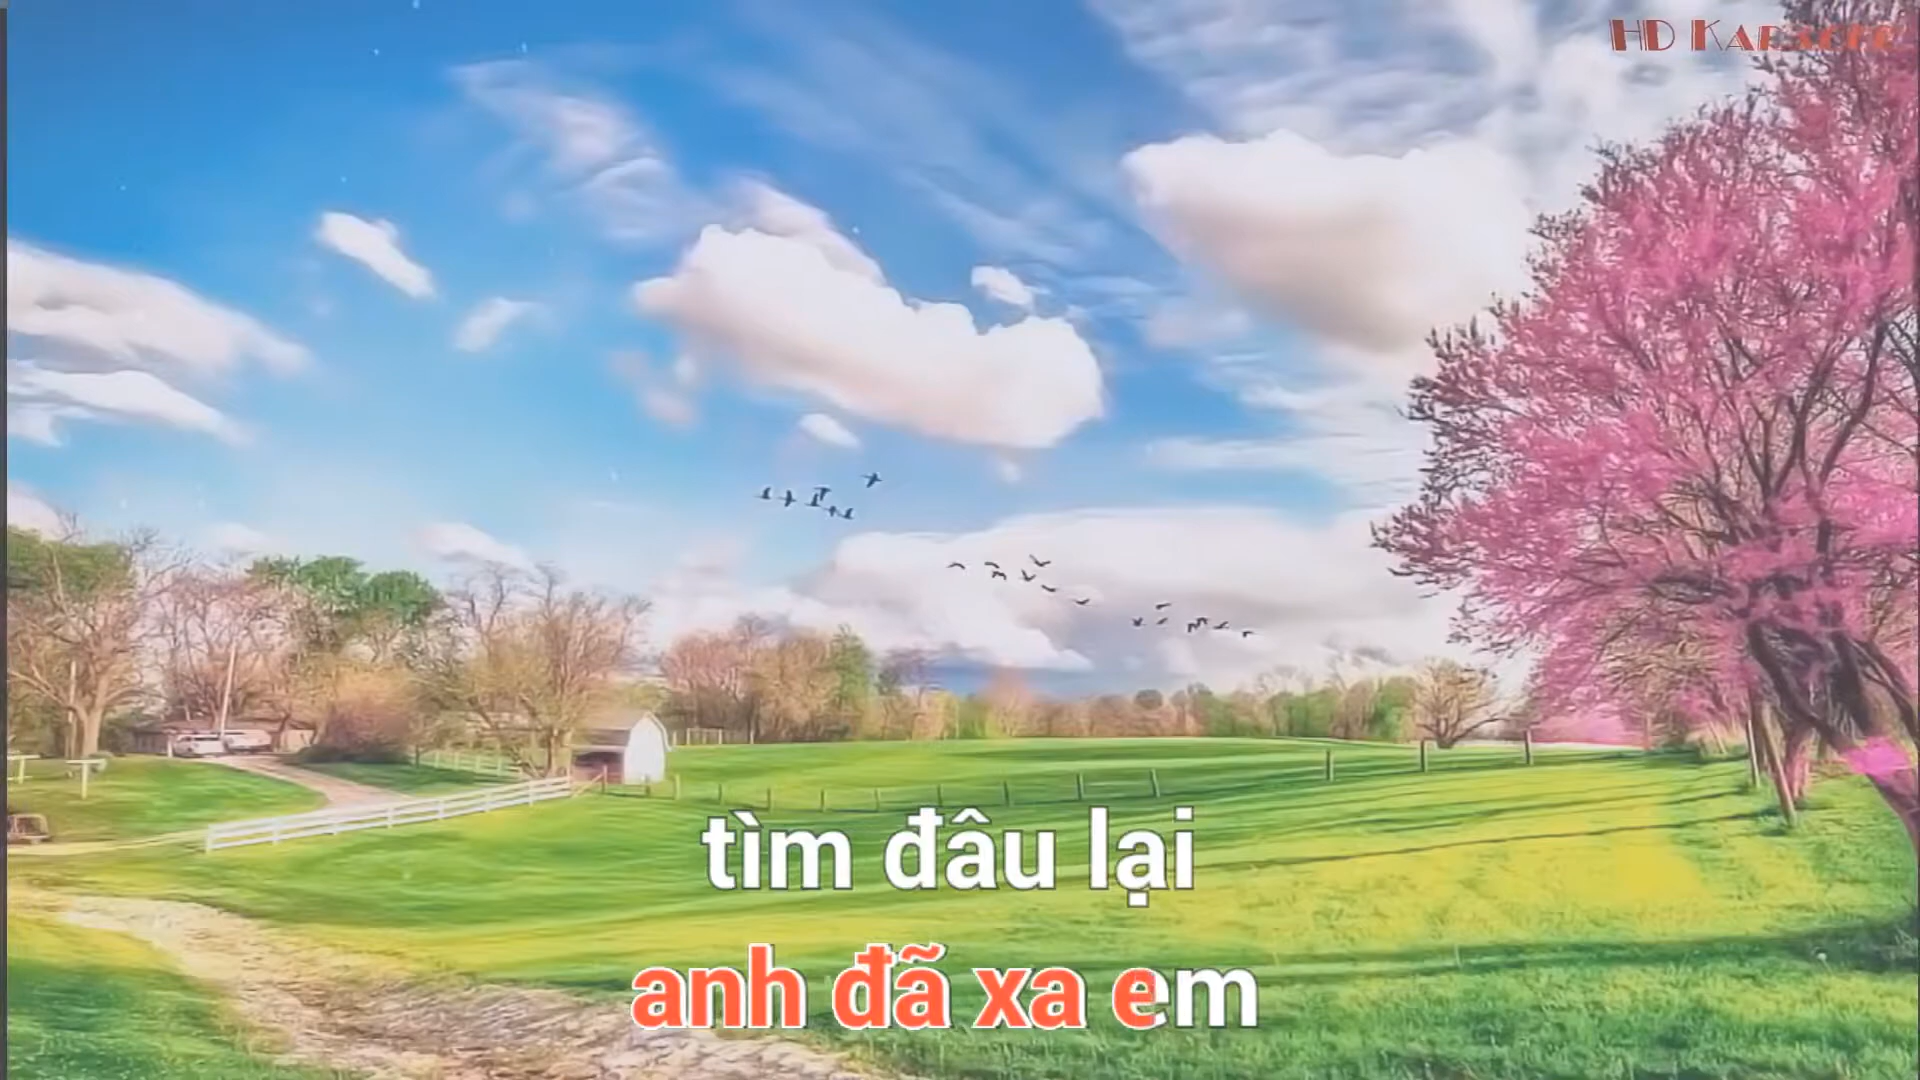 HD Karaoke
tìm đâu lại
anh đã xa em